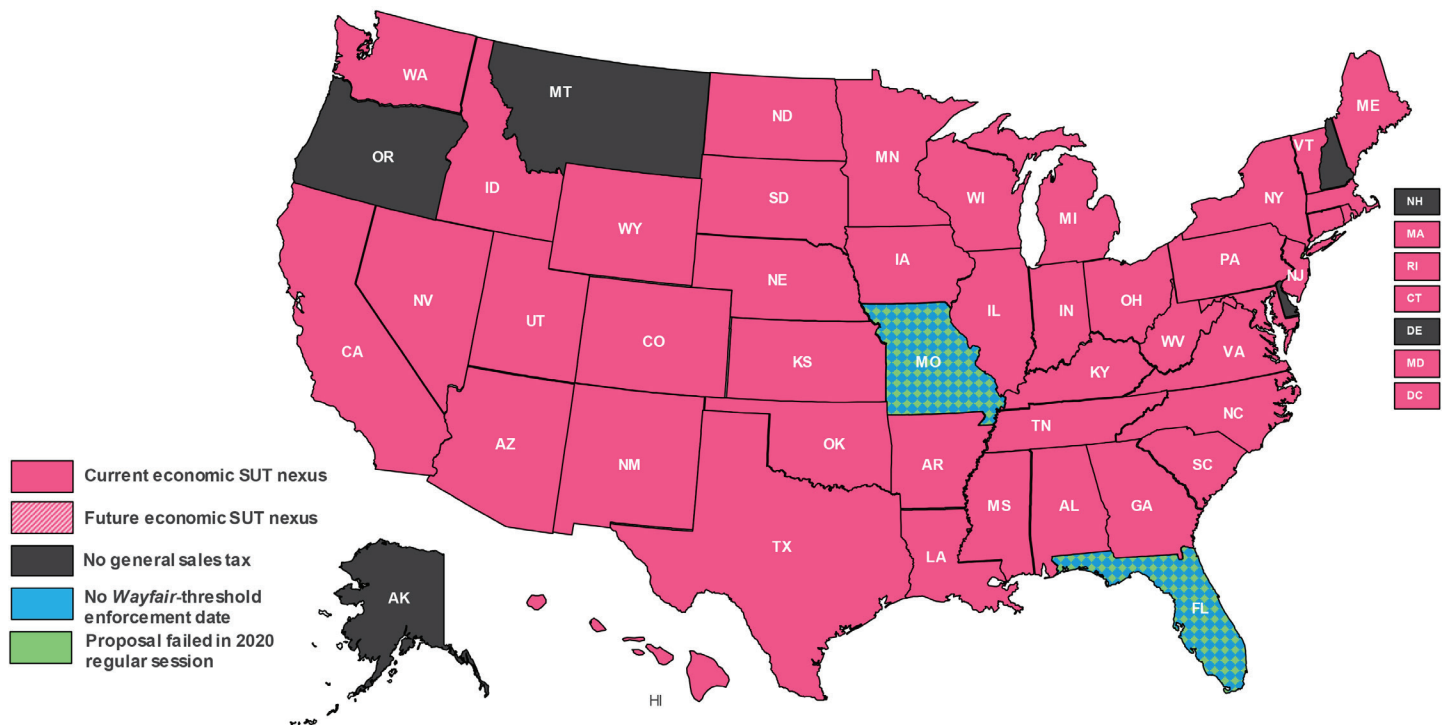 WA
MT
ND
MN
ME
VT
OR
ID
SD
WI
MI
NY
NH
WY
MA
IA
PA
NE
RI
NV
IL
IN
OH
NJ
CT
UT
CO
WV
VA
DE
CA
KS
MO
KY
MD
DC
NC
TN
AZ
NM
OK
AR
SC
MS
AL
GA
TX
LA
AK
FL
HI
Current economic SUT nexus
Future economic SUT nexus
No general sales tax
No Wayfair-threshold
enforcement date
Proposal failed in 2020
regular session